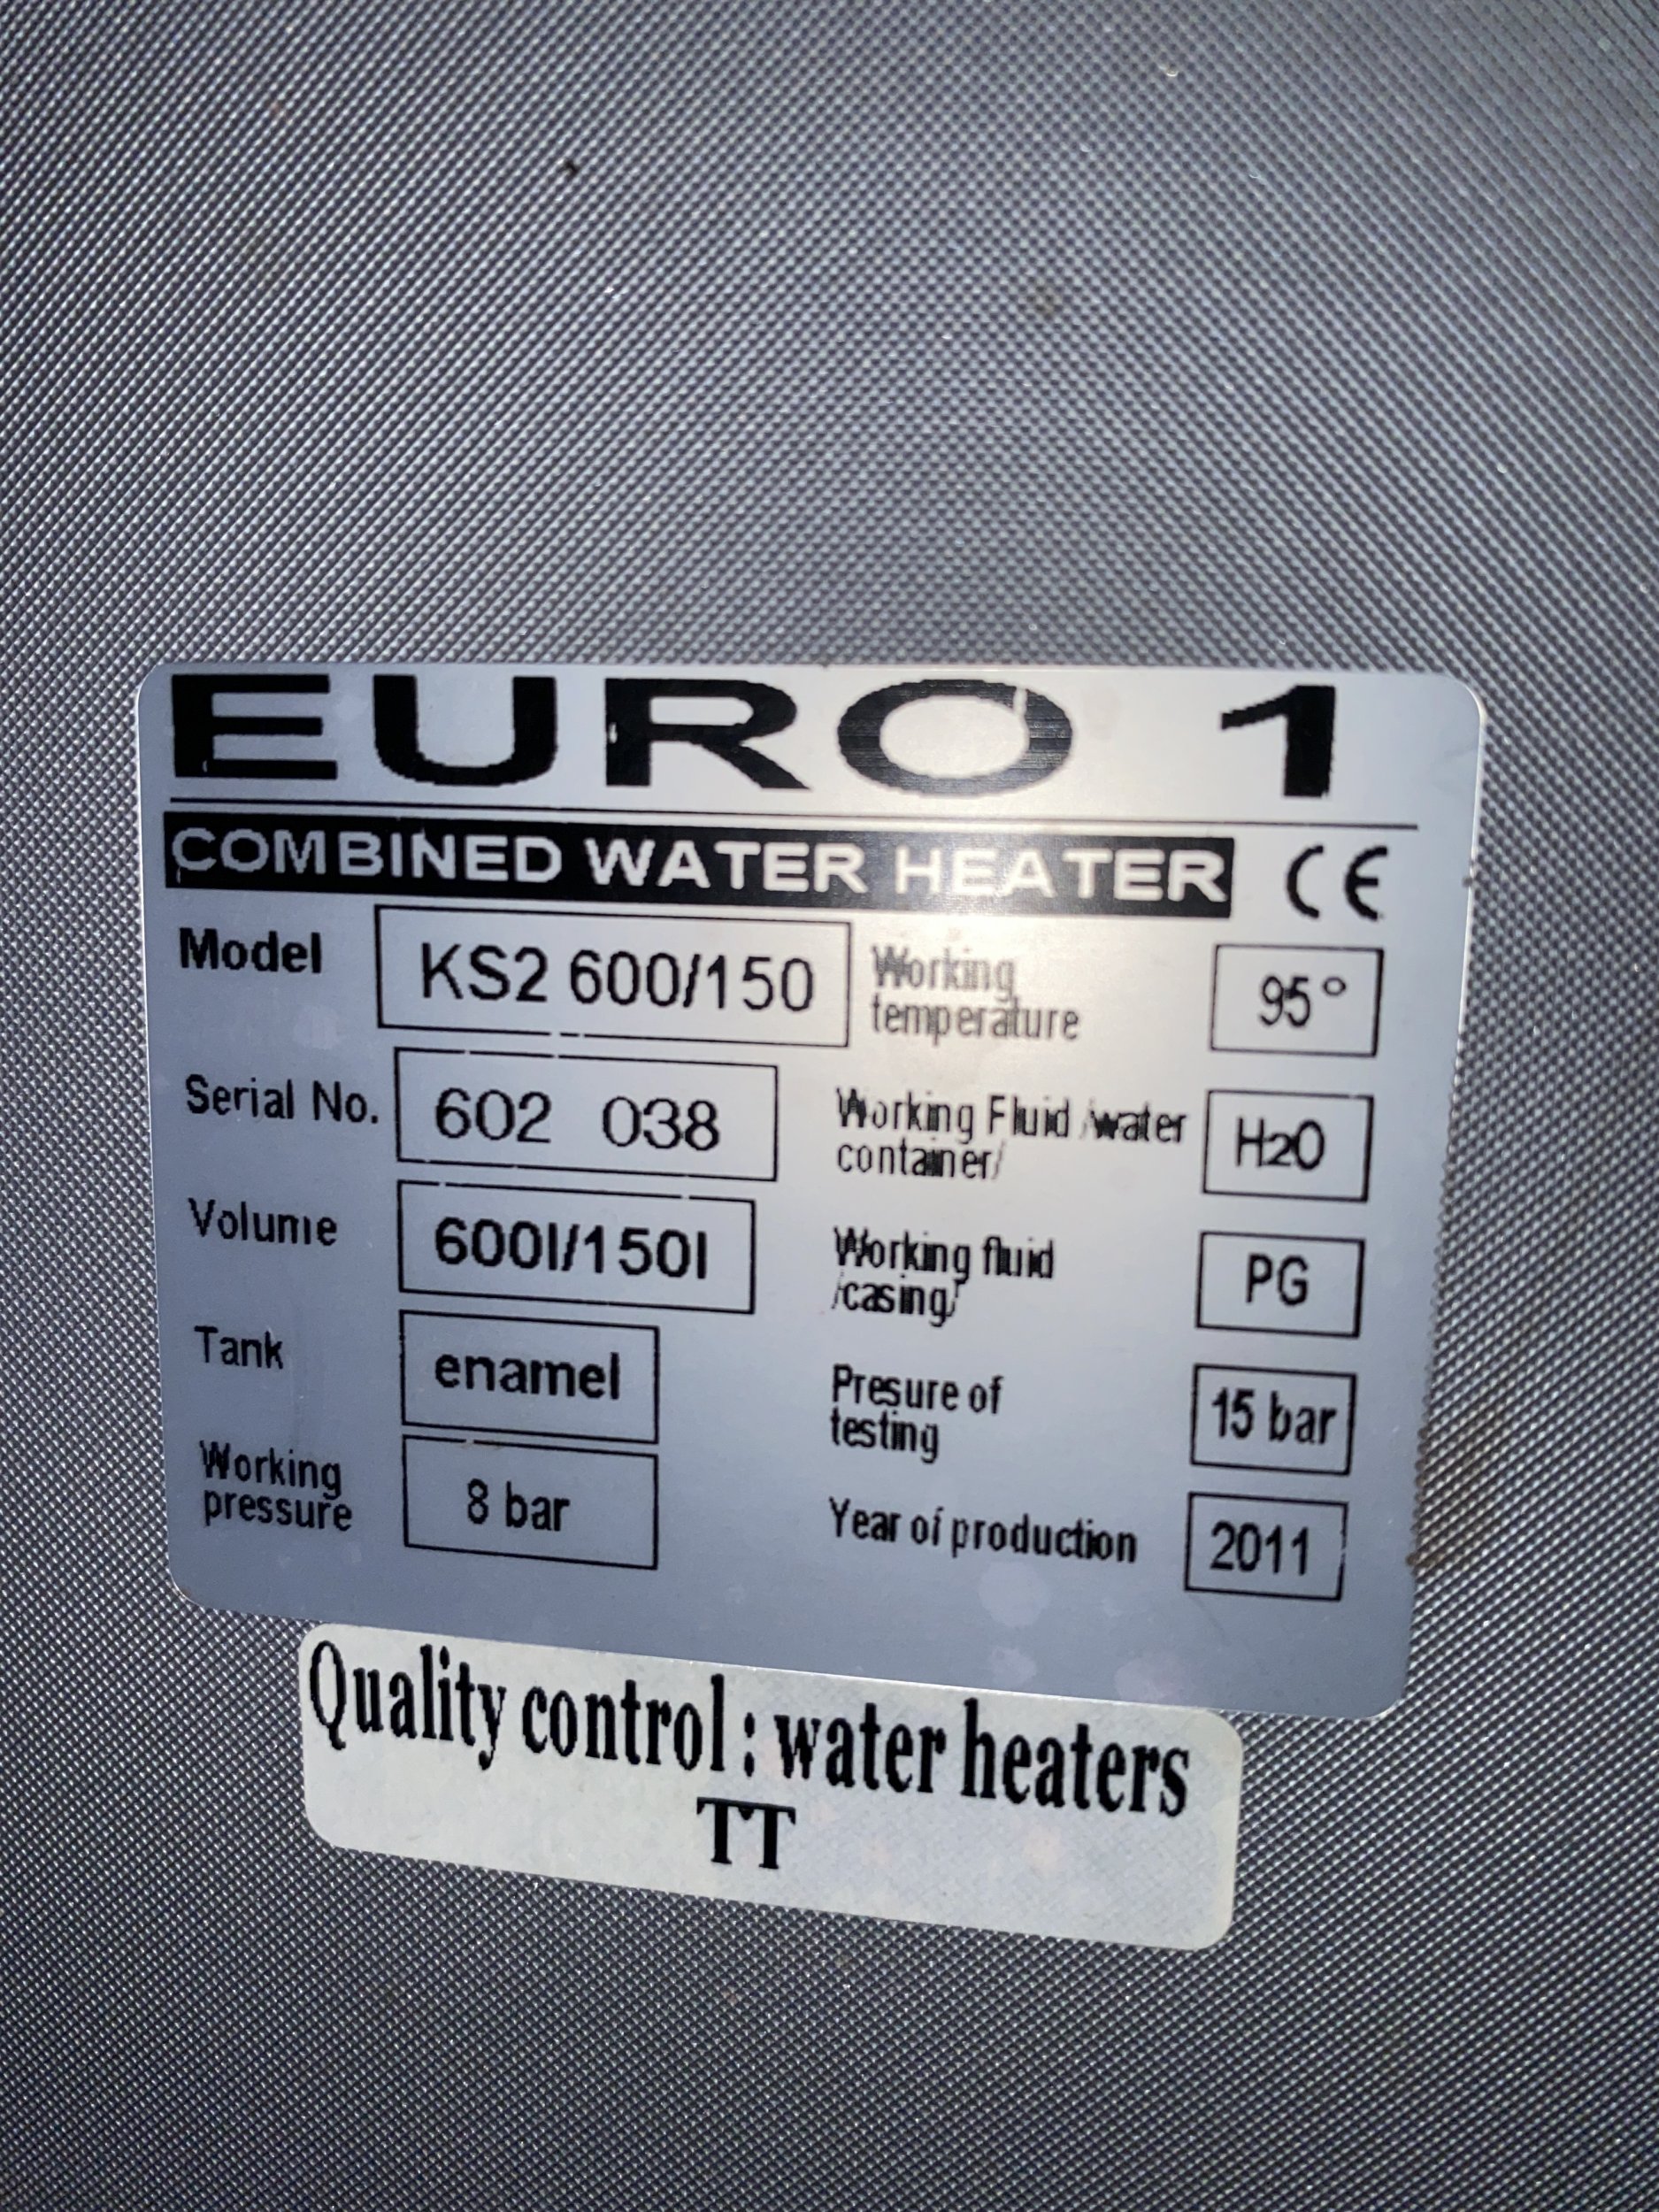 EURO 1
COMBINED WATER HEATER CE
Model KS2 600/150
Working
temperature 95°
Serial No. 602 038
Working Fluid /water
container/ H2O
Volume 600l/150l
Working fluid
/casing/ PG
Tank enamel
Presure of
testing 15 bar
Working
pressure 8 bar
Year of production 2011
Quality control : water heaters
TT